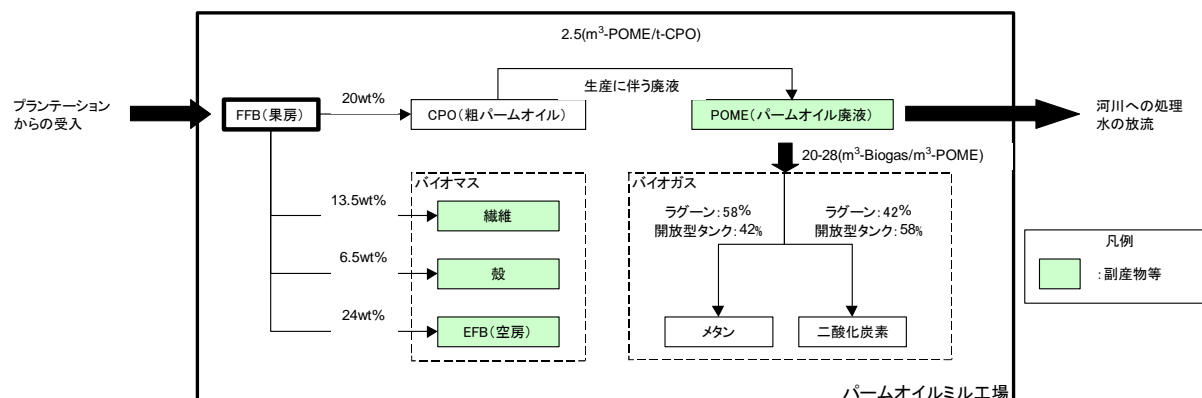 2.5(m³-POME/t-CPO)
生産に伴う廃液
プランテーション
からの受入
FFB(果房)
20wt%
CPO(粗パームオイル)
POME(パームオイル廃液)
河川への処理
水の放流
20-28(m³-Biogas/m³-POME)
バイオマス
バイオガス
13.5wt%
繊維
ラグーン:58%
開放型タンク:42%
ラグーン:42%
開放型タンク:58%
凡例
:副産物等
6.5wt%
殻
24wt%
EFB(空房)
メタン
二酸化炭素
パームオイルミル工場